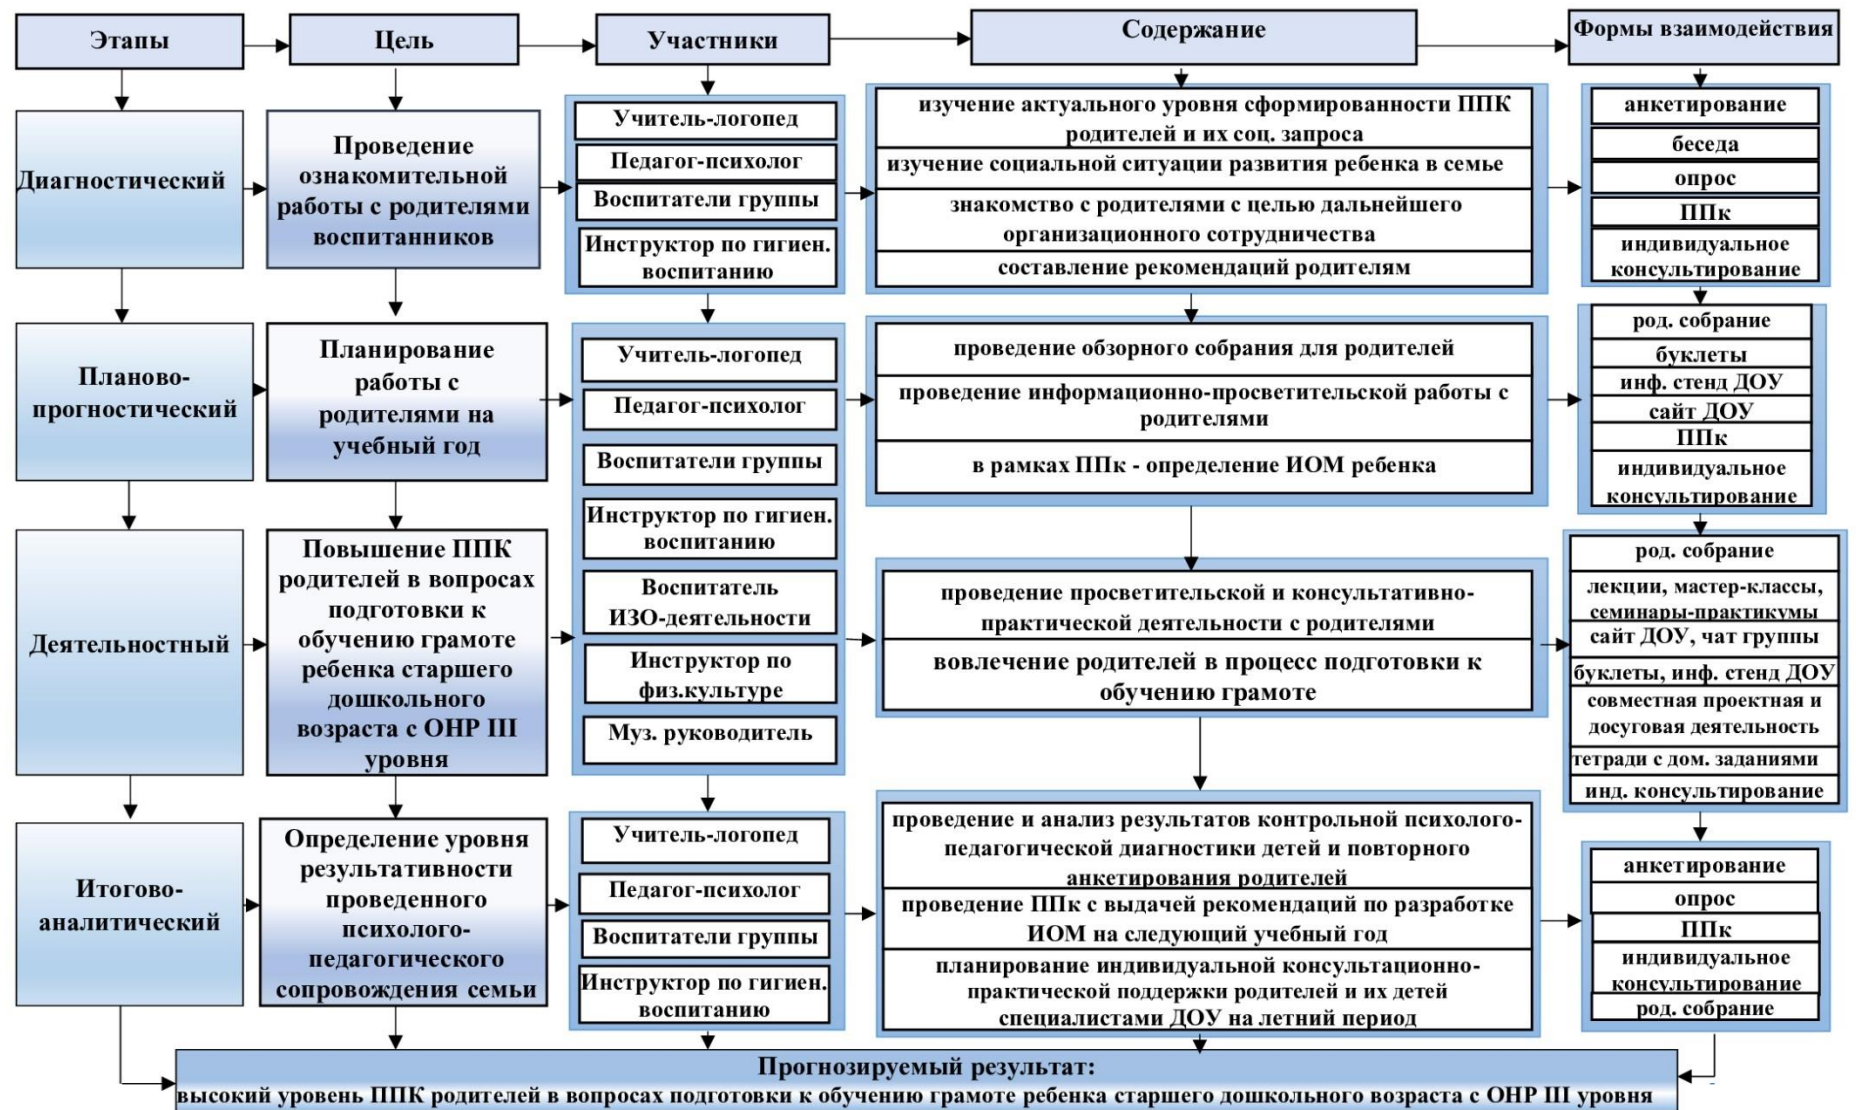 Этапы
Цель
Участники
Содержание
Формы взаимодействия
Диагностический
Проведение
ознакомительной
работы с родителями
воспитанников
Учитель-логопед
Педагог-психолог
Воспитатели группы
Инструктор по гигиен.
воспитанию
изучение актуального уровня сформированности ППК
родителей и их соц. запроса
изучение социальной ситуации развития ребенка в семье
знакомство с родителями с целью дальнейшего
организационного сотрудничества
составление рекомендаций родителям
анкетирование
беседа
опрос
ППк
индивидуальное
консультирование
Планово-
прогностический
Планирование
работы с
родителями на
учебный год
Учитель-логопед
Педагог-психолог
Воспитатели группы
Инструктор по гигиен.
воспитанию
Воспитатель
ИЗО-деятельности
Инструктор по
физ.культуре
Муз. руководитель
проведение обзорного собрания для родителей
проведение информационно-просветительской работы с
родителями
в рамках ППк - определение ИОМ ребенка
род. собрание
буклеты
инф. стенд ДОУ
сайт ДОУ
ППк
индивидуальное
консультирование
Деятельностный
Повышение ППК
родителей в вопросах
подготовки к
обучению грамоте
ребенка старшего
дошкольного
возраста с ОНР III
уровня
проведение просветительской и консультативно-
практической деятельности с родителями
вовлечение родителей в процесс подготовки к
обучению грамоте
род. собрание
лекции, мастер-классы,
семинары-практикумы
сайт ДОУ, чат группы
буклеты, инф. стенд ДОУ
совместная проектная и
досуговая деятельность
тетради с дом. заданиями
инд. консультирование
Итогово-
аналитический
Определение уровня
результативности
проведенного
психолого-
педагогического
сопровождения семьи
Учитель-логопед
Педагог-психолог
Воспитатели группы
Инструктор по гигиен.
воспитанию
проведение и анализ результатов контрольной психолого-
педагогической диагностики детей и повторного
анкетирования родителей
проведение ППк с выдачей рекомендаций по разработке
ИОМ на следующий учебный год
планирование индивидуальной консультационно-
практической поддержки родителей и их детей
специалистами ДОУ на летний период
анкетирование
опрос
ППк
индивидуальное
консультирование
род. собрание
Прогнозируемый результат:
высокий уровень ППК родителей в вопросах подготовки к обучению грамоте ребенка старшего дошкольного возраста с ОНР III уровня